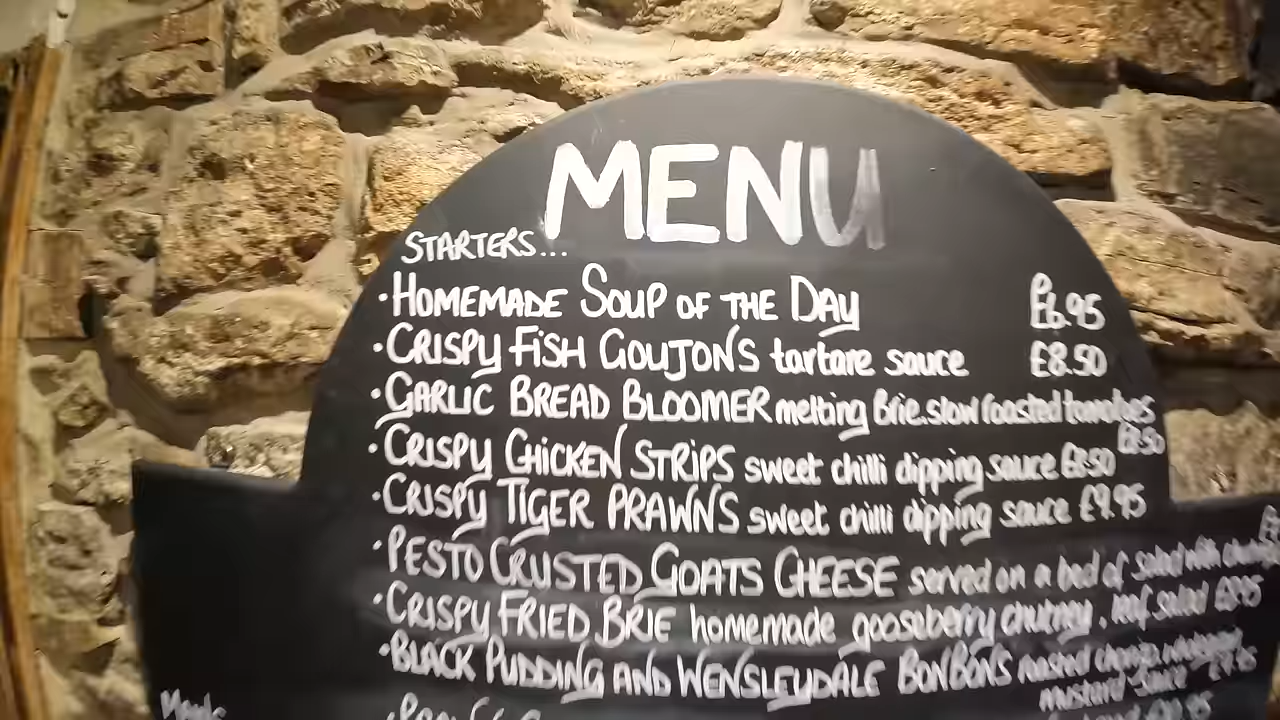 MENU
STARTERS...
·HOMEMADE SOUP OF THE DAY £6.95
·CRISPY FISH GOUJONS tartare sauce £8.50
·GARLIC BREAD BLOOMER melting Brie. slow roasted tomatoes
£8.50
·CRISPY CHICKEN STRIPS sweet chilli dipping sauce £8.50
·CRISPY TIGER PRAWNS sweet chilli dipping sauce £9.95
·PESTO CRUSTED GOATS CHEESE served on a bed of salad with
·CRISPY FRIED BRIE homemade gooseberry chutney, leaf salad
·BLACK PUDDING AND WENSLEYDALE BONBONS roasted
mustard sauce